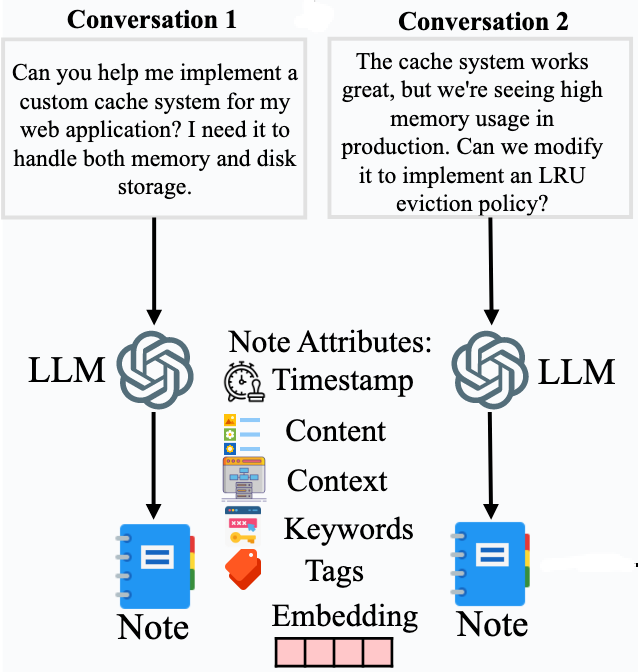 Conversation 1
Can you help me implement a
custom cache system for my
web application? I need it to
handle both memory and disk
storage.
Conversation 2
The cache system works
great, but we're seeing high
memory usage in
production. Can we modify
it to implement an LRU
eviction policy?
LLM
Note Attributes:
Timestamp
Content
Context
Keywords
Tags
Embedding
LLM
Note
Note